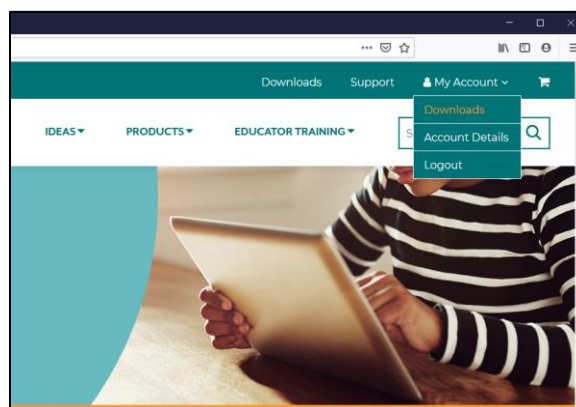 Downloads Support My Account
Downloads
IDEAS PRODUCTS EDUCATOR TRAINING S
Account Details
Logout